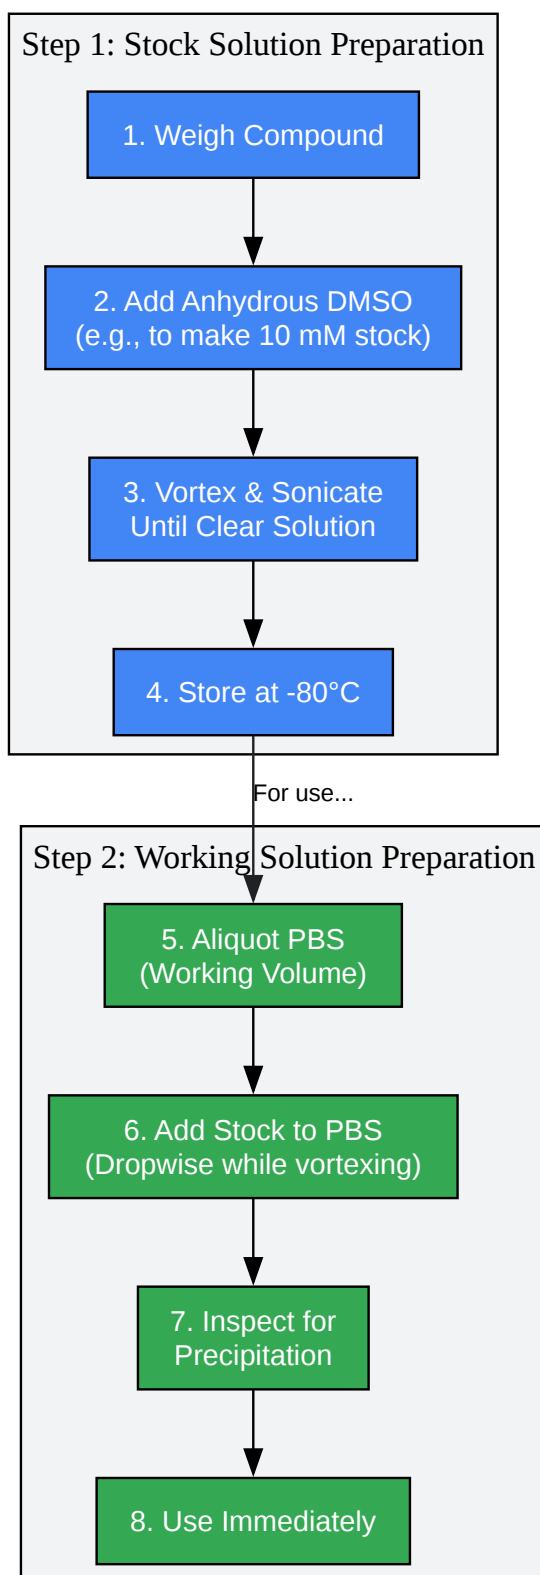 Step 1: Stock Solution Preparation
1. Weigh Compound
2. Add Anhydrous DMSO
(e.g., to make 10 mM stock)
3. Vortex & Sonicate
Until Clear Solution
4. Store at -80°C
For use...
Step 2: Working Solution Preparation
5. Aliquot PBS
(Working Volume)
6. Add Stock to PBS
(Dropwise while vortexing)
7. Inspect for
Precipitation
8. Use Immediately